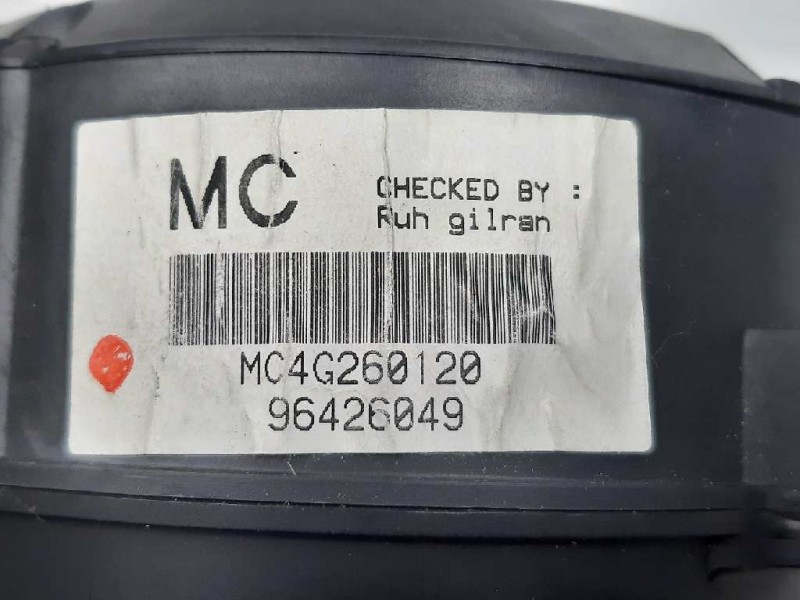 MC
CHECKED BY :
Ruh gilran
MC4G260120
96426049